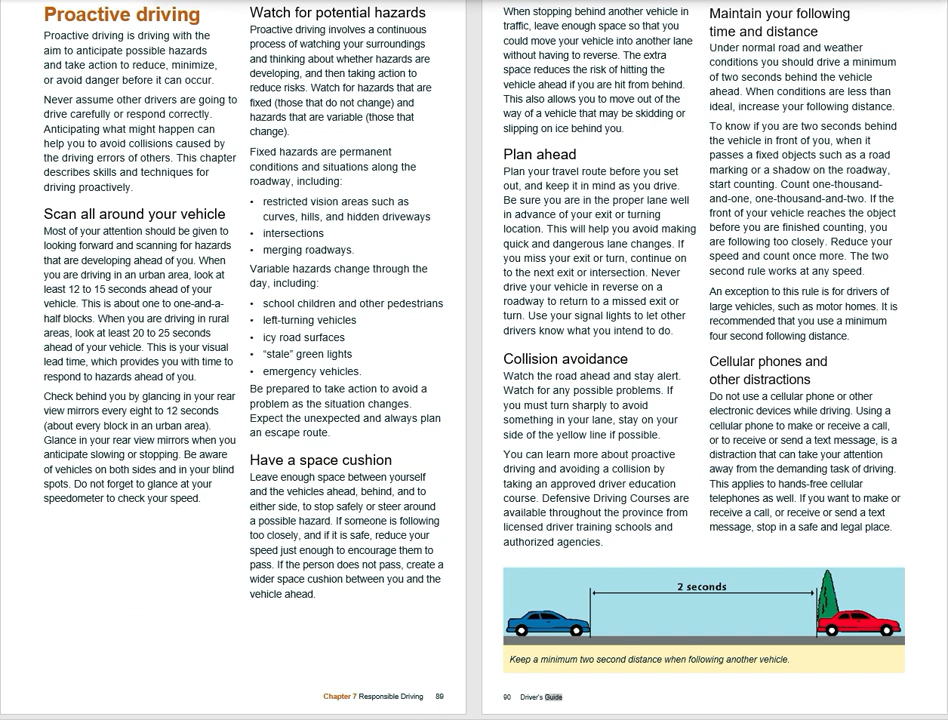 Proactive driving
Proactive driving is driving with the
aim to anticipate possible hazards
and take action to reduce, minimize,
or avoid danger before it can occur.
Never assume other drivers are going to
drive carefully or respond correctly.
Anticipating what might happen can
help you to avoid collisions caused by
the driving errors of others. This chapter
describes skills and techniques for
driving proactively.
Scan all around your vehicle
Most of your attention should be given to
looking forward and scanning for hazards
that are developing ahead of you. When
you are driving in an urban area, look at
least 12 to 15 seconds ahead of your
vehicle. This is about one to one-and-a-
half blocks. When you are driving in rural
areas, look at least 20 to 25 seconds
ahead of your vehicle. This is your visual
lead time, which provides you with time to
respond to hazards ahead of you.
Check behind you by glancing in your rear
view mirrors every eight to 12 seconds
(about every block in an urban area).
Glance in your rear view mirrors when you
anticipate slowing or stopping. Be aware
of vehicles on both sides and in your blind
spots. Do not forget to glance at your
speedometer to check your speed.
Watch for potential hazards
Proactive driving involves a continuous
process of watching your surroundings
and thinking about whether hazards are
developing, and then taking action to
reduce risks. Watch for hazards that are
fixed (those that do not change) and
hazards that are variable (those that
change).
Fixed hazards are permanent
conditions and situations along the
roadway, including:
• restricted vision areas such as
curves, hills, and hidden driveways
• intersections
• merging roadways.
Variable hazards change through the
day, including:
• school children and other pedestrians
• left-turning vehicles
• icy road surfaces
• “stale” green lights
• emergency vehicles.
Be prepared to take action to avoid a
problem as the situation changes.
Expect the unexpected and always plan
an escape route.
Have a space cushion
Leave enough space between yourself
and the vehicles ahead, behind, and to
either side, to stop safely or steer around
a possible hazard. If someone is following
too closely, and if it is safe, reduce your
speed just enough to encourage them to
pass. If the person does not pass, create a
wider space cushion between you and the
vehicle ahead.
Chapter 7 Responsible Driving 89
When stopping behind another vehicle in
traffic, leave enough space so that you
could move your vehicle into another lane
without having to reverse. The extra
space reduces the risk of hitting the
vehicle ahead if you are hit from behind.
This also allows you to move out of the
way of a vehicle that may be skidding or
slipping on ice behind you.
Plan ahead
Plan your travel route before you set
out, and keep it in mind as you drive.
Be sure you are in the proper lane well
in advance of your exit or turning
location. This will help you avoid making
quick and dangerous lane changes. If
you miss your exit or turn, continue on
to the next exit or intersection. Never
drive your vehicle in reverse on a
roadway to return to a missed exit or
turn. Use your signal lights to let other
drivers know what you intend to do.
Collision avoidance
Watch the road ahead and stay alert.
Watch for any possible problems. If
you must turn sharply to avoid
something in your lane, stay on your
side of the yellow line if possible.
You can learn more about proactive
driving and avoiding a collision by
taking an approved driver education
course. Defensive Driving Courses are
available throughout the province from
licensed driver training schools and
authorized agencies.
Maintain your following
time and distance
Under normal road and weather
conditions you should drive a minimum
of two seconds behind the vehicle
ahead. When conditions are less than
ideal, increase your following distance.
To know if you are two seconds behind
the vehicle in front of you, when it
passes a fixed objects such as a road
marking or a shadow on the roadway,
start counting. Count one-thousand-
and-one, one-thousand-and-two. If the
front of your vehicle reaches the object
before you are finished counting, you
are following too closely. Reduce your
speed and count once more. The two
second rule works at any speed.
An exception to this rule is for drivers of
large vehicles, such as motor homes. It is
recommended that you use a minimum
four second following distance.
Cellular phones and
other distractions
Do not use a cellular phone or other
electronic devices while driving. Using a
cellular phone to make or receive a call,
or to receive or send a text message, is a
distraction that can take your attention
away from the demanding task of driving.
This applies to hands-free cellular
telephones as well. If you want to make or
receive a call, or receive or send a text
message, stop in a safe and legal place.
2 seconds
Keep a minimum two second distance when following another vehicle.
90 Driver's Guide